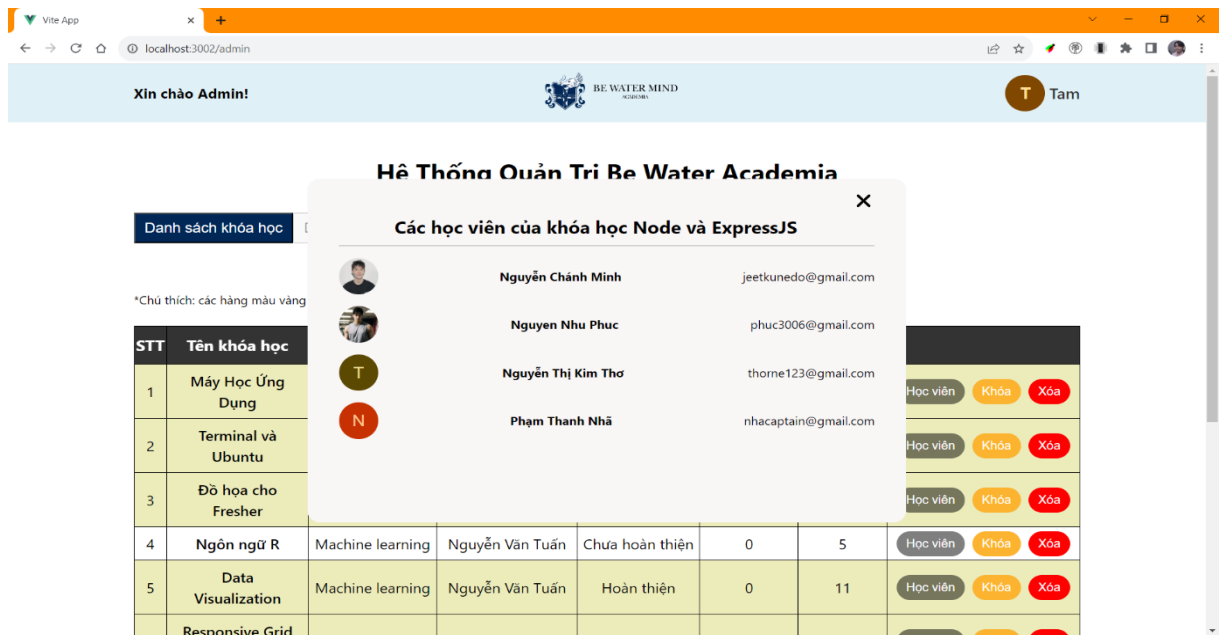 Vite App
localhost:3002/admin
Xin chào Admin!
BE WATER MIND
ACADEMIA
T Tam
Hệ Thống Quản Trị Be Water Academia
Danh sách khóa học
Các học viên của khóa học Node và ExpressJS
Nguyễn Chánh Minh jeetkunedo@gmail.com
Nguyen Nhu Phuc phuc3006@gmail.com
T Nguyễn Thị Kim Thơ thorne123@gmail.com
N Phạm Thanh Nhã nhacaptain@gmail.com
*Chú thích: các hàng màu vàng
STT Tên khóa học
1 Máy Học Ứng Dụng Học viên Khóa Xóa
2 Terminal và Ubuntu Học viên Khóa Xóa
3 Đồ họa cho Fresher Học viên Khóa Xóa
4 Ngôn ngữ R Machine learning Nguyễn Văn Tuấn Chưa hoàn thiện 0 5 Học viên Khóa Xóa
5 Data Visualization Machine learning Nguyễn Văn Tuấn Hoàn thiện 0 11 Học viên Khóa Xóa
Responsive Grid